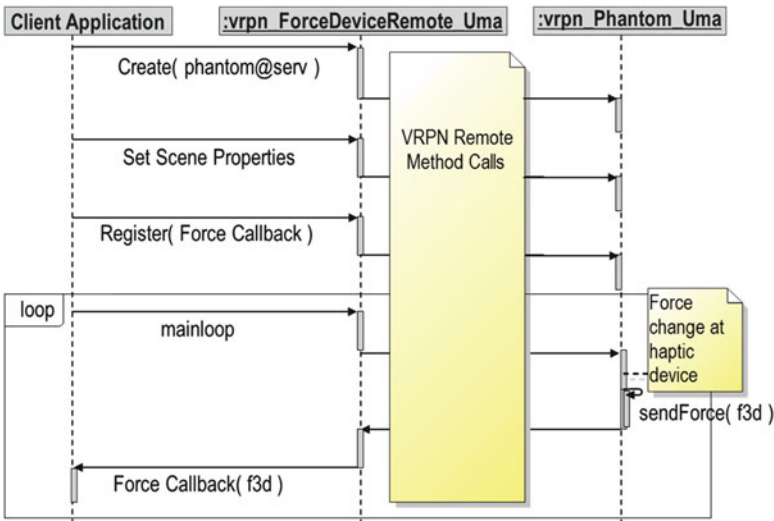 Client Application
:vrpn_ForceDeviceRemote_Uma
:vrpn_Phantom_Uma
Create( phantom@serv )
VRPN Remote
Method Calls
Set Scene Properties
Register( Force Callback )
loop
mainloop
Force
change at
haptic
device
sendForce( f3d )
Force Callback( f3d )